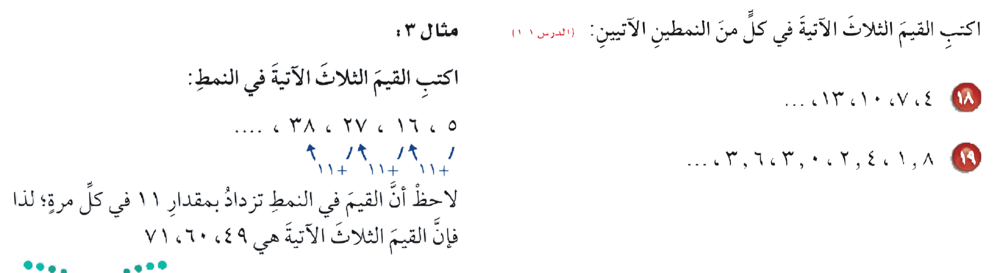 اكتبِ القيمَ الثلاثَ الآتيةَ في كلٍّ منَ النمطينِ الآتيينِ: (الدرس ١ ١)
١٨ ٤، ٧، ١٠، ١٣، ...
١٩ ١,٨ ، ٢,٤ ، ٣,٠ ، ٣,٦ ، ...
مثال ٣ :
اكتبِ القيمَ الثلاثَ الآتيةَ في النمطِ:
٥ ، ١٦ ، ٢٧ ، ٣٨ ، ....
+١١ +١١ +١١
لاحظْ أنَّ القيمَ في النمطِ تزدادُ بمقدارِ ١١ في كلِّ مرةٍ؛ لذا
فإنَّ القيمَ الثلاثَ الآتيةَ هي ٤٩، ٦٠، ٧١